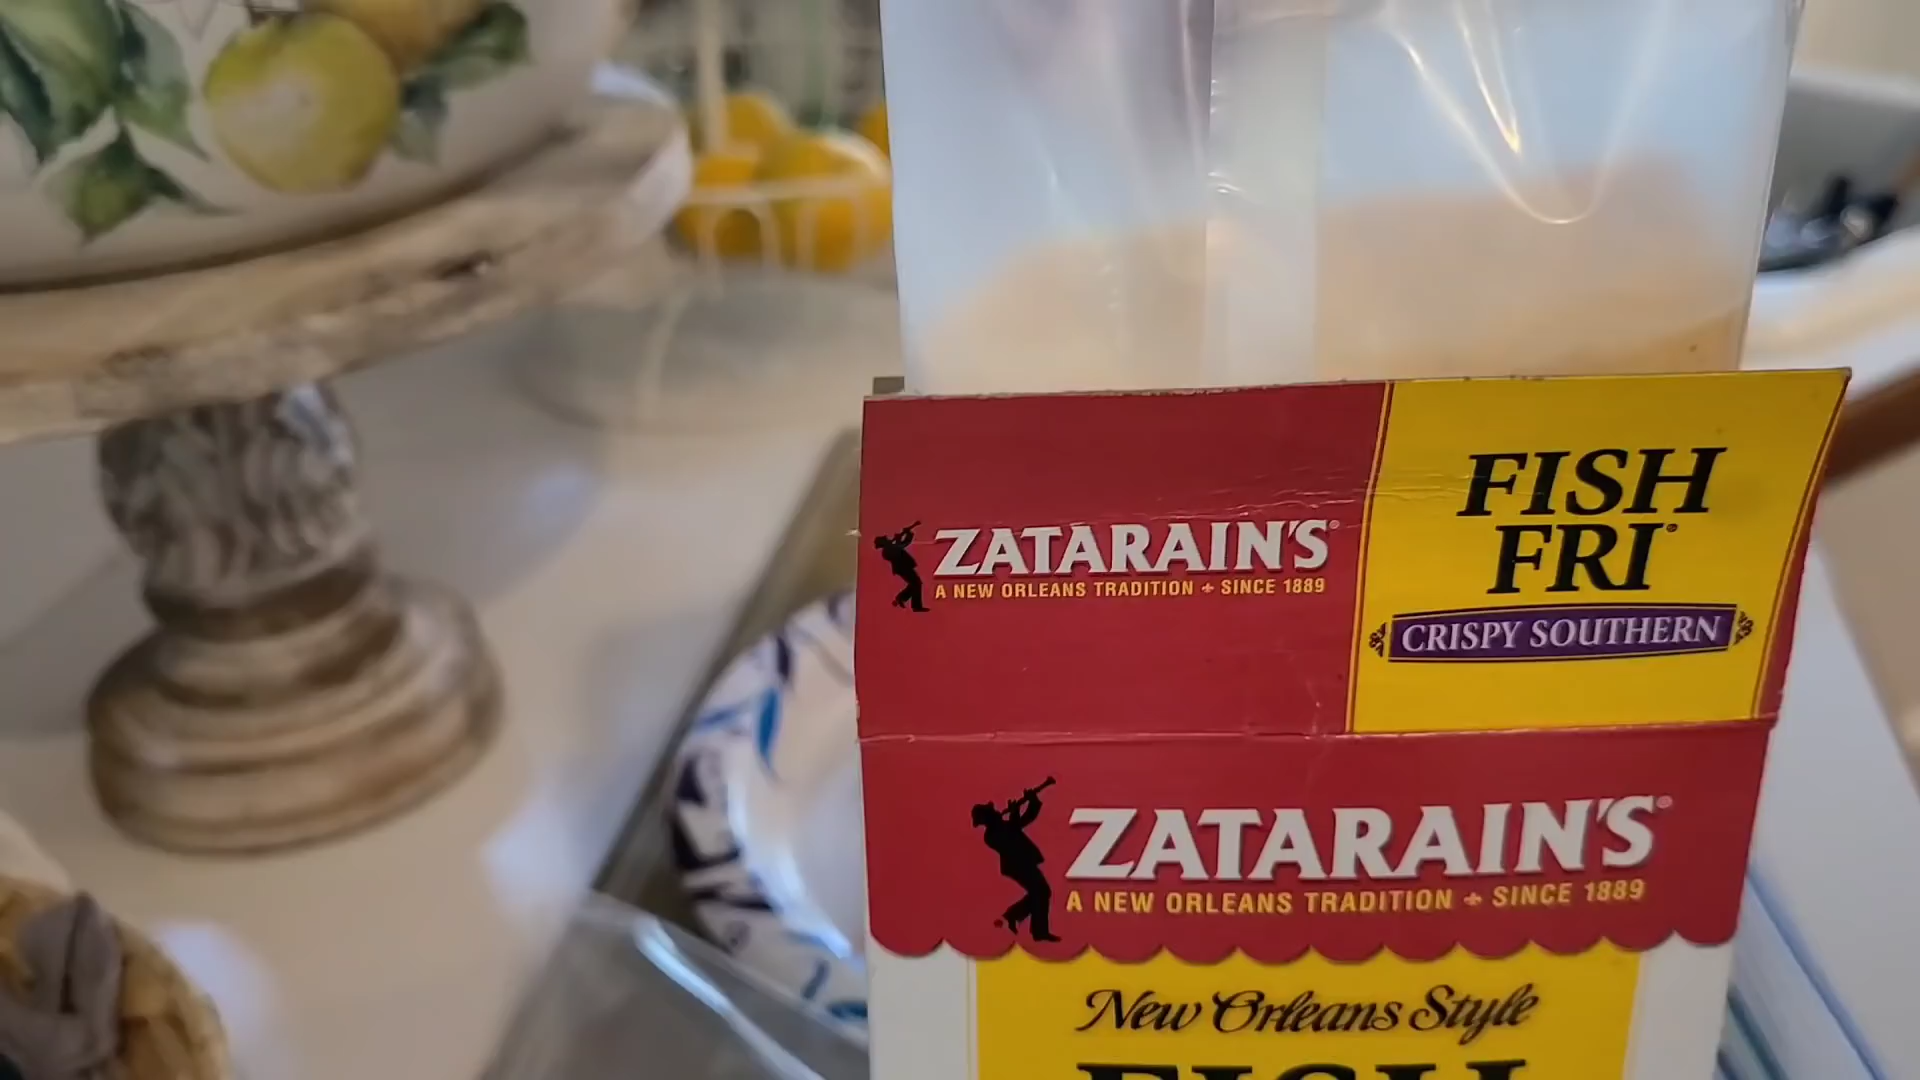 FISH
FRI®
CRISPY SOUTHERN
ZATARAIN'S®
A NEW ORLEANS TRADITION + SINCE 1889
ZATARAIN'S®
A NEW ORLEANS TRADITION + SINCE 1889
New Orleans Style
FISH